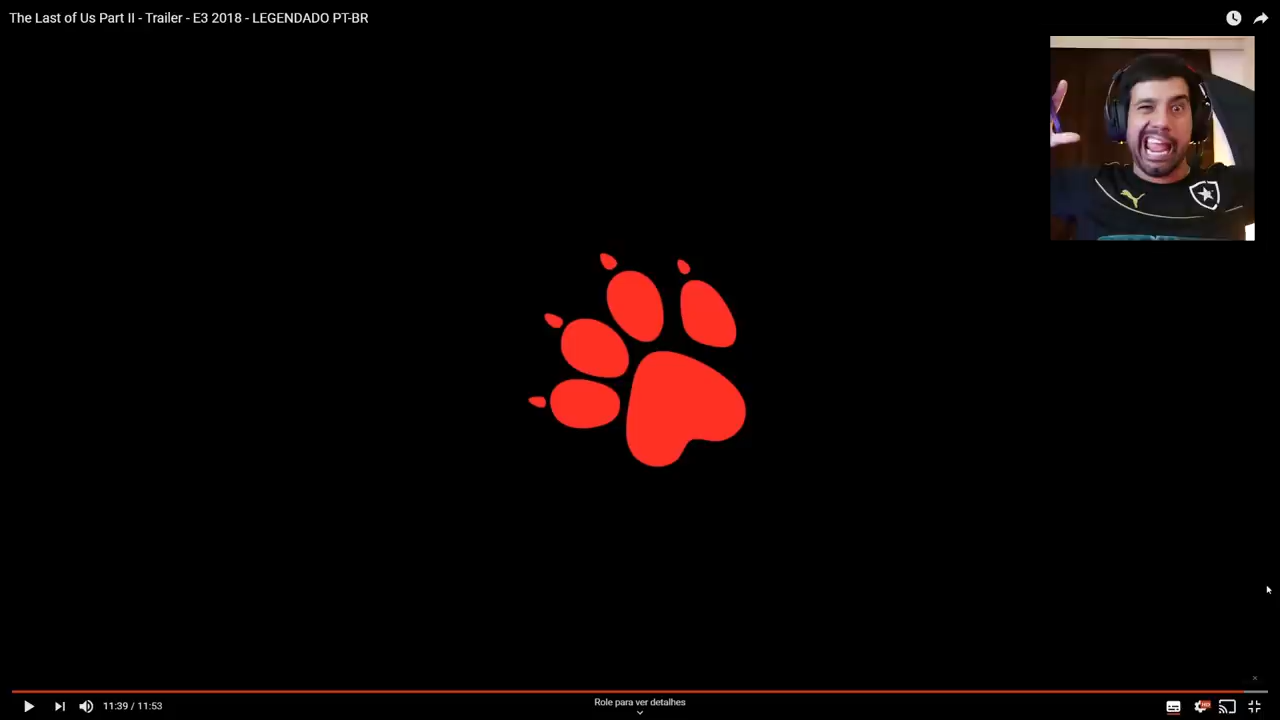 The Last of Us Part II - Trailer - E3 2018 - LEGENDADO PT-BR
11:39 / 11:53
Role para ver detalhes
HD